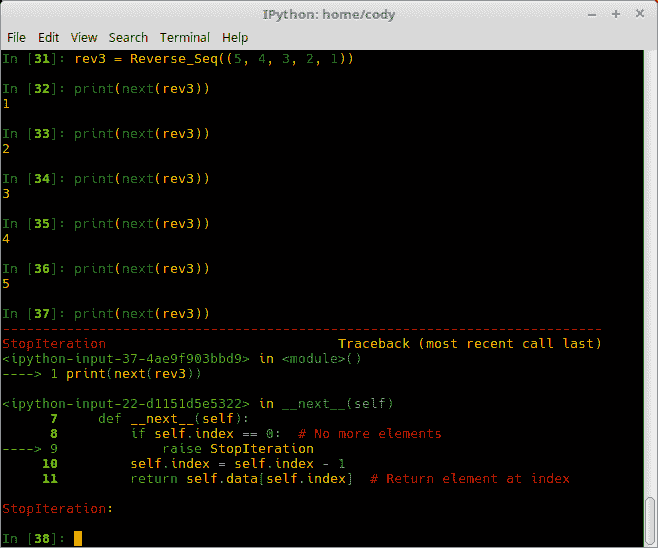 IPython: home/cody
File Edit View Search Terminal Help
In [31]: rev3 = Reverse_Seq((5, 4, 3, 2, 1))
In [32]: print(next(rev3))
1
In [33]: print(next(rev3))
2
In [34]: print(next(rev3))
3
In [35]: print(next(rev3))
4
In [36]: print(next(rev3))
5
In [37]: print(next(rev3))
---------------------------------------------------------------------------
StopIteration                             Traceback (most recent call last)
<ipython-input-37-4ae9f903bbd9> in <module>()
----> 1 print(next(rev3))
<ipython-input-22-d1151d5e5322> in __next__(self)
      7     def __next__(self):
      8         if self.index == 0:  # No more elements
----> 9             raise StopIteration
     10         self.index = self.index - 1
     11         return self.data[self.index]  # Return element at index
StopIteration:
In [38]: